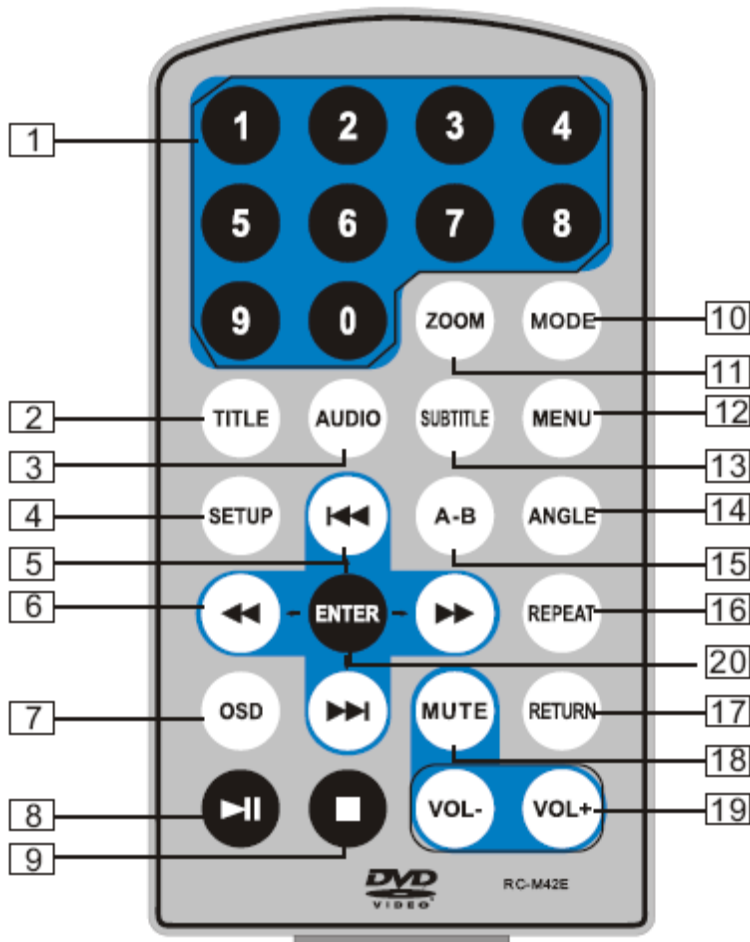 1 2 3 4
1
5 6 7 8
9 0 ZOOM MODE
10
11
TITLE AUDIO SUBTITLE MENU
2
12
3
13
SETUP A-B ANGLE
4
14
5
15
6
ENTER REPEAT
16
20
OSD MUTE RETURN
7
17
18
VOL- VOL+
8
19
9
DVD
VIDEO
RC-M42E